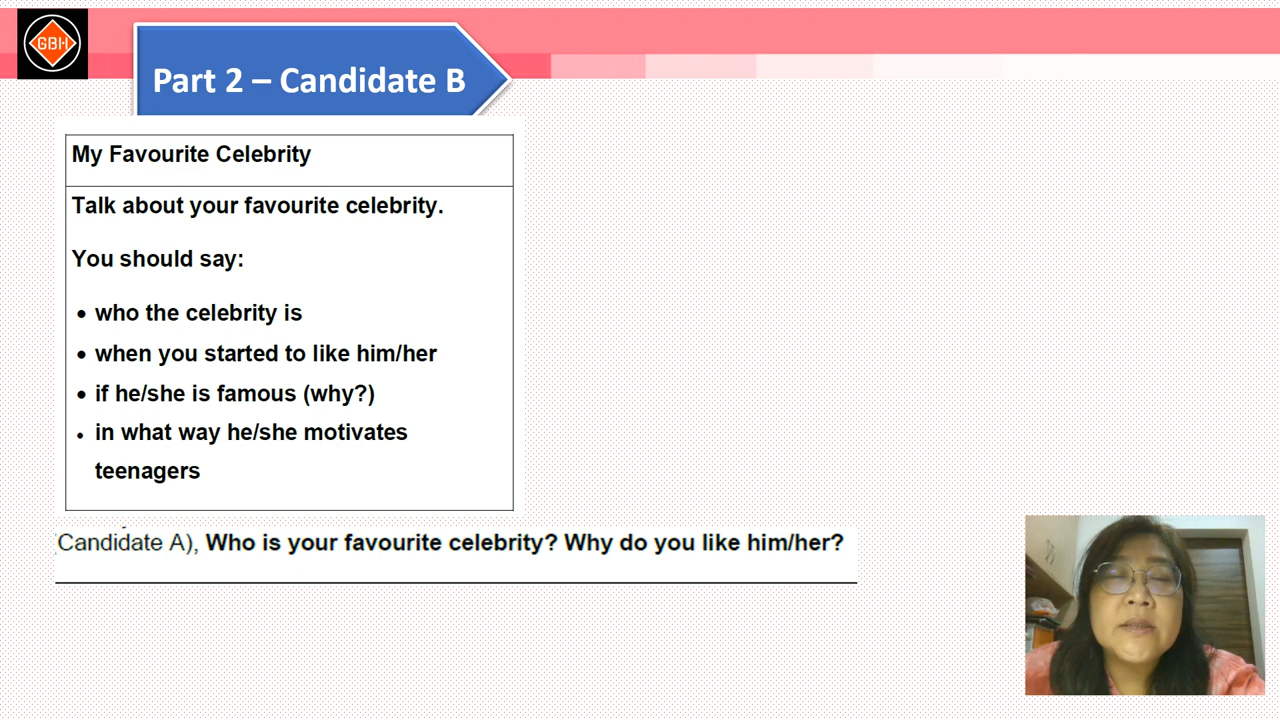 GBH
Part 2 – Candidate B
My Favourite Celebrity
Talk about your favourite celebrity.
You should say:
• who the celebrity is
• when you started to like him/her
• if he/she is famous (why?)
• in what way he/she motivates
teenagers
(Candidate A), Who is your favourite celebrity? Why do you like him/her?